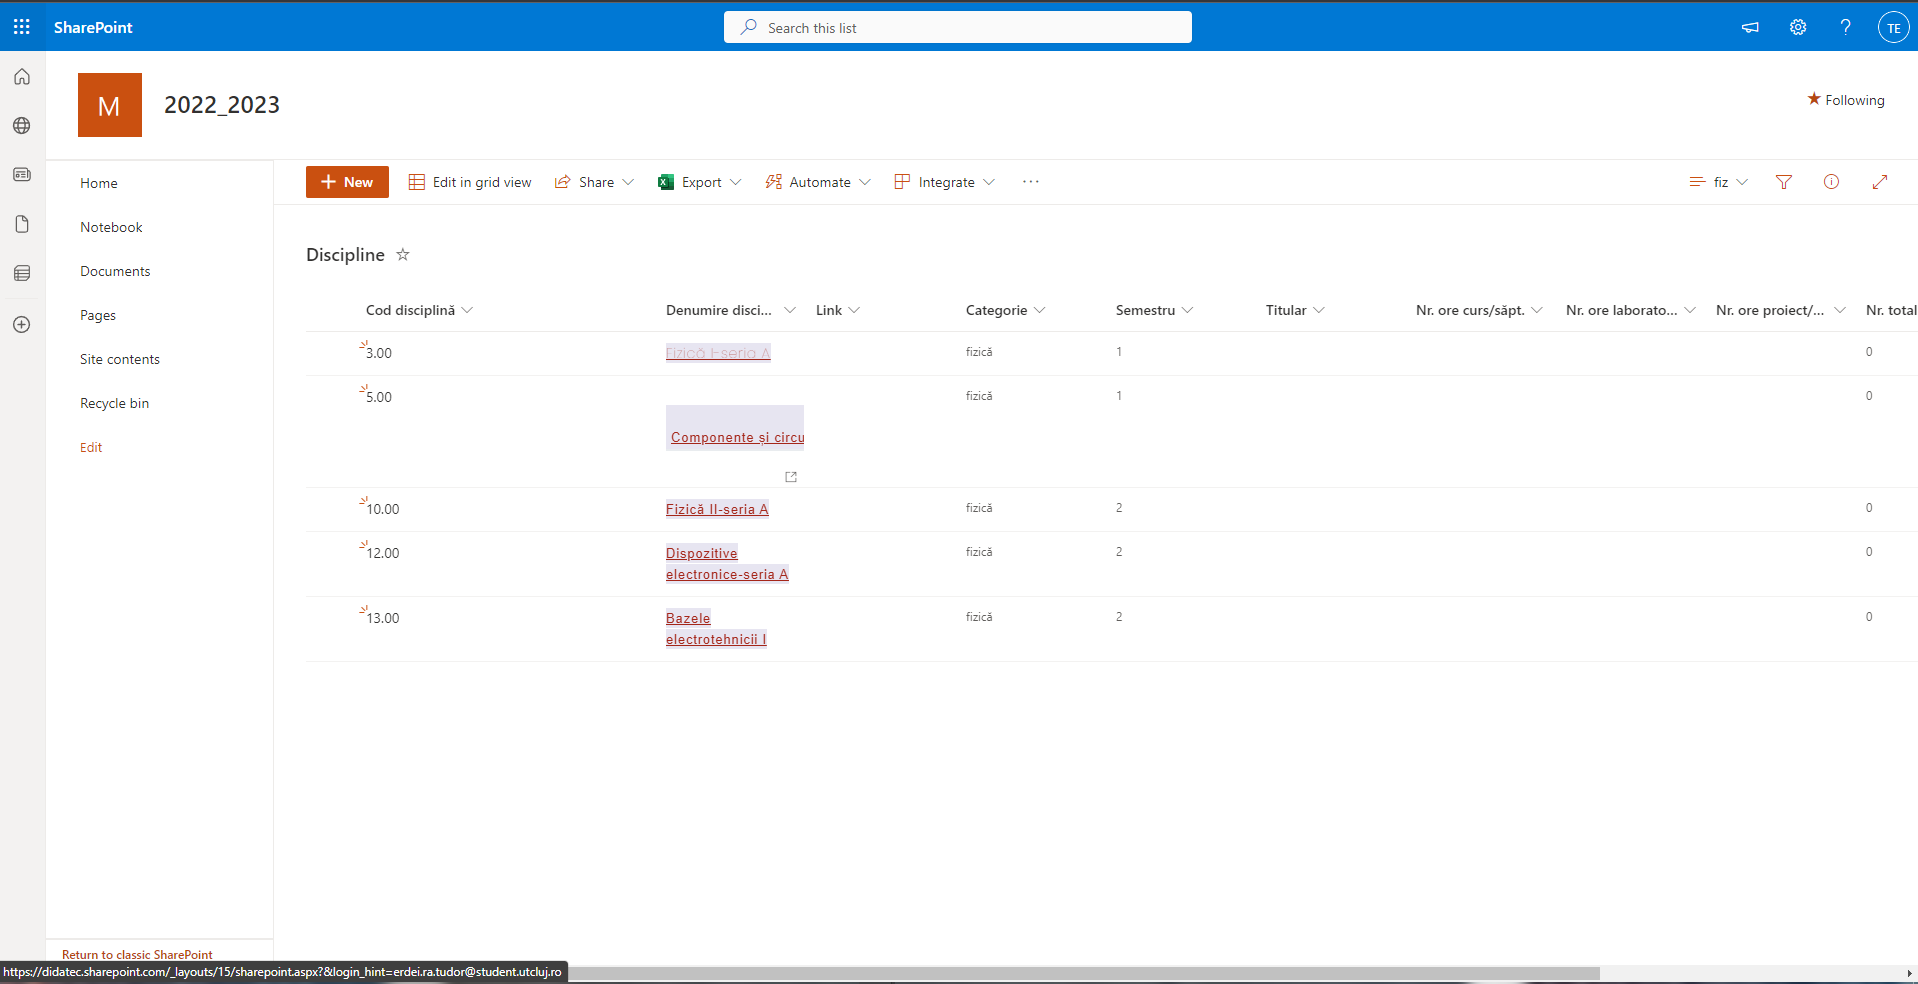 SharePoint
Search this list
TE
M
2022_2023
Following
Home
Notebook
Documents
Pages
Site contents
Recycle bin
Edit
Return to classic SharePoint
New
Edit in grid view
Share
Export
Automate
Integrate
...
fiz
Discipline
Cod disciplină
Denumire disci...
Link
Categorie
Semestru
Titular
Nr. ore curs/săpt.
Nr. ore laborato...
Nr. ore proiect/...
Nr. total
3.00
Fizică I-seria A
fizică
1
0
5.00
Componente și circu
fizică
1
0
10.00
Fizică II-seria A
fizică
2
0
12.00
Dispozitive
electronice-seria A
fizică
2
0
13.00
Bazele
electrotehnicii I
fizică
2
0
https://didatec.sharepoint.com/_layouts/15/sharepoint.aspx?&login_hint=erdei.ra.tudor@student.utcluj.ro